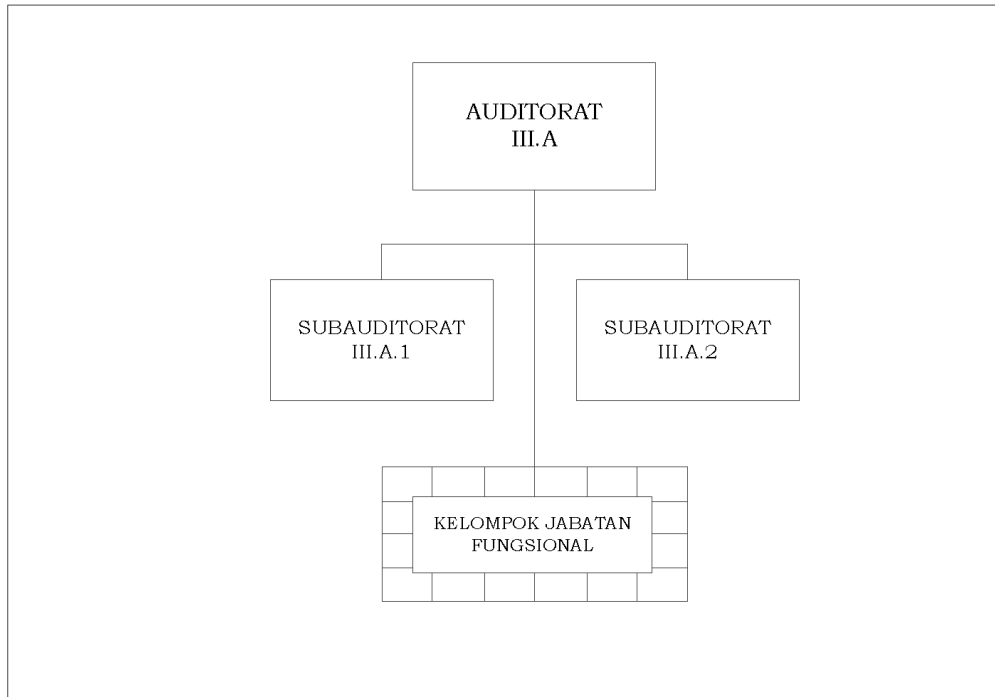 AUDITORAT
III.A
SUBAUDITORAT
III.A.1
SUBAUDITORAT
III.A.2
KELOMPOK JABATAN
FUNGSIONAL